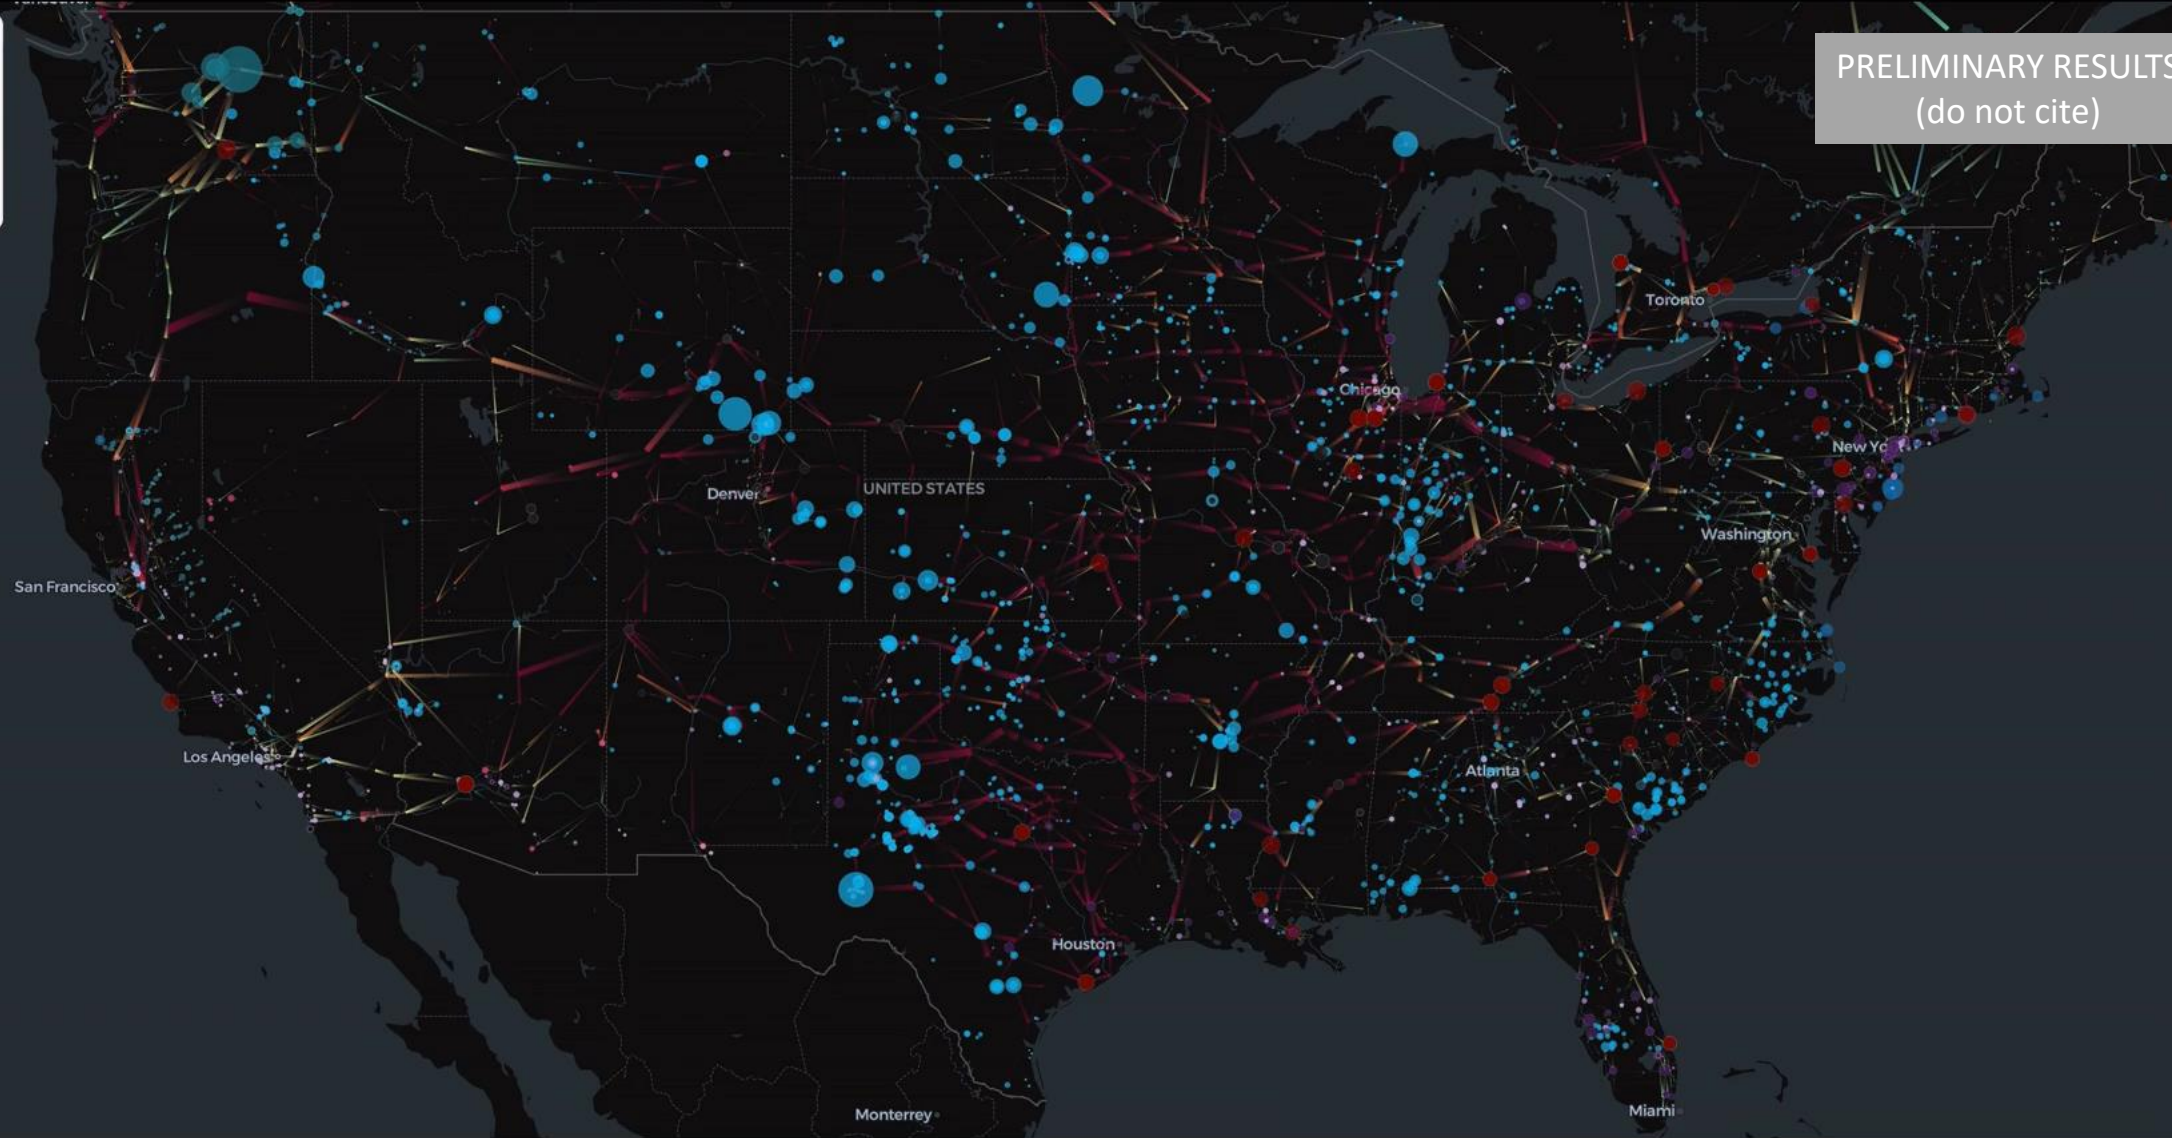 PRELIMINARY RESULTS
(do not cite)
Toronto
Chicago
New Yo
Denver
UNITED STATES
Washington
San Francisco
Los Angeles
Atlanta
Houston
Monterrey
Miami